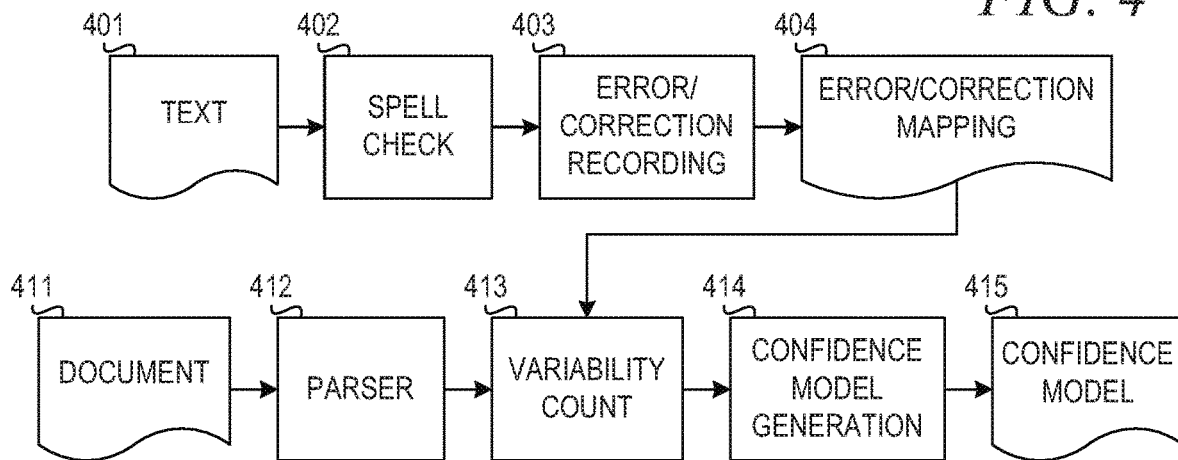 FIG. 4
401
402
403
404
TEXT
SPELL
CHECK
ERROR/
CORRECTION
RECORDING
ERROR/CORRECTION
MAPPING
411
412
413
414
415
DOCUMENT
PARSER
VARIABILITY
COUNT
CONFIDENCE
MODEL
GENERATION
CONFIDENCE
MODEL